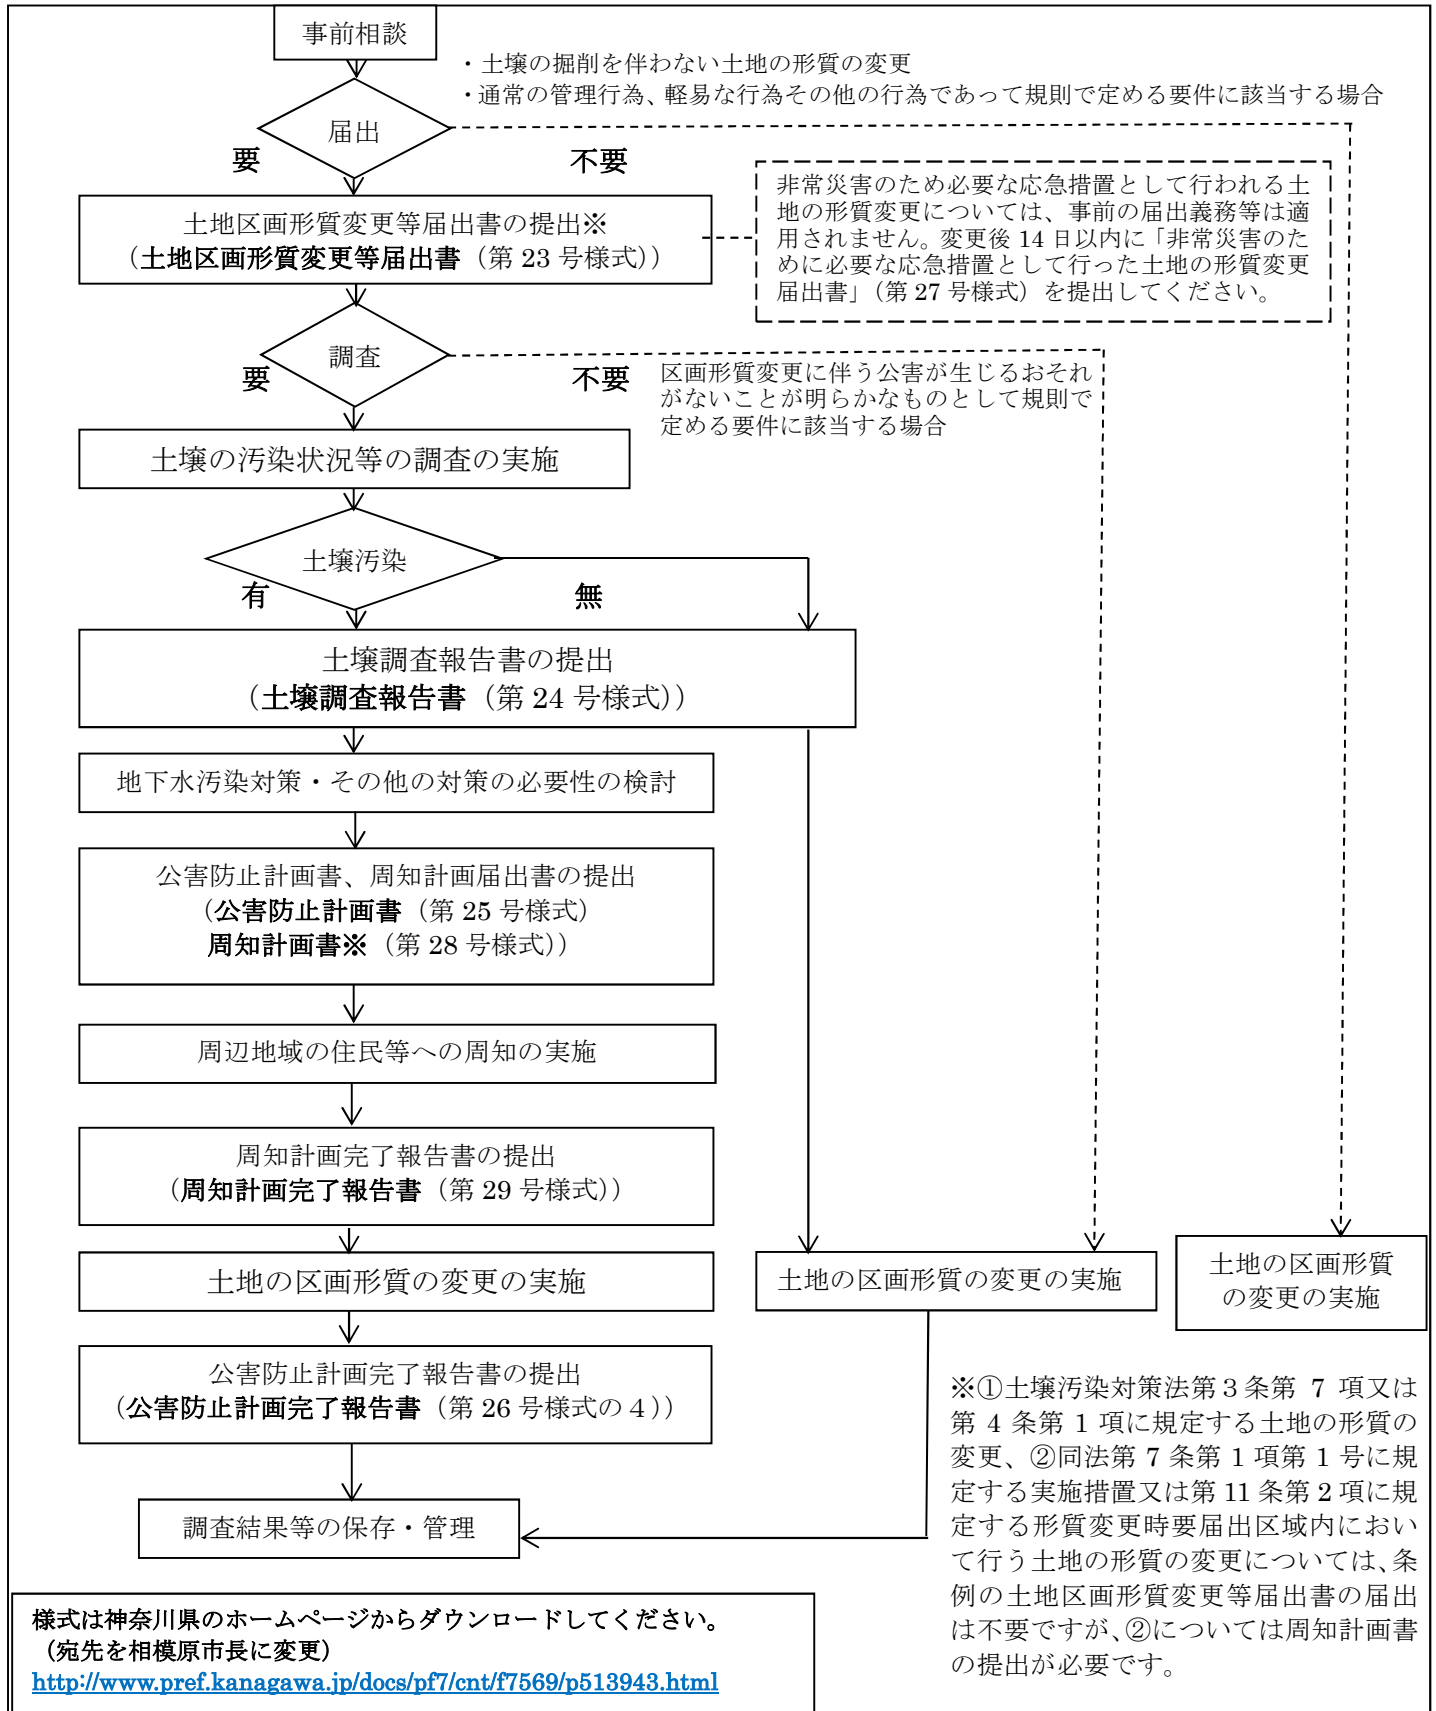 事前相談
・土壌の掘削を伴わない土地の形質の変更
・通常の管理行為、軽易な行為その他の行為であって規則で定める要件に該当する場合
届出
要
不要
土地区画形質変更等届出書の提出※
（土地区画形質変更等届出書（第 23 号様式））
非常災害のため必要な応急措置として行われる土
地の形質変更については、事前の届出義務等は適
用されません。変更後 14 日以内に「非常災害のた
めに必要な応急措置として行った土地の形質変更
届出書」（第 27 号様式）を提出してください。
調査
要
不要
区画形質変更に伴う公害が生じるおそれ
がないことが明らかなものとして規則で
定める要件に該当する場合
土壌の汚染状況等の調査の実施
土壌汚染
有
無
土壌調査報告書の提出
（土壌調査報告書（第 24 号様式））
地下水汚染対策・その他の対策の必要性の検討
公害防止計画書、周知計画届出書の提出
（公害防止計画書（第 25 号様式）
周知計画書※（第 28 号様式））
周辺地域の住民等への周知の実施
周知計画完了報告書の提出
（周知計画完了報告書（第 29 号様式））
土地の区画形質の変更の実施
土地の区画形質の変更の実施
土地の区画形質
の変更の実施
公害防止計画完了報告書の提出
（公害防止計画完了報告書（第 26 号様式の４））
調査結果等の保存・管理
※①土壌汚染対策法第３条第 7 項又は
第 4 条第 1 項に規定する土地の形質の
変更、②同法第 7 条第 1 項第 1 号に規
定する実施措置又は第 11 条第 2 項に規
定する形質変更時要届出区域内におい
て行う土地の形質の変更については、条
例の土地区画形質変更等届出書の届出
は不要ですが、②については周知計画書
の提出が必要です。
様式は神奈川県のホームページからダウンロードしてください。
（宛先を相模原市長に変更）
http://www.pref.kanagawa.jp/docs/pf7/cnt/f7569/p513943.html